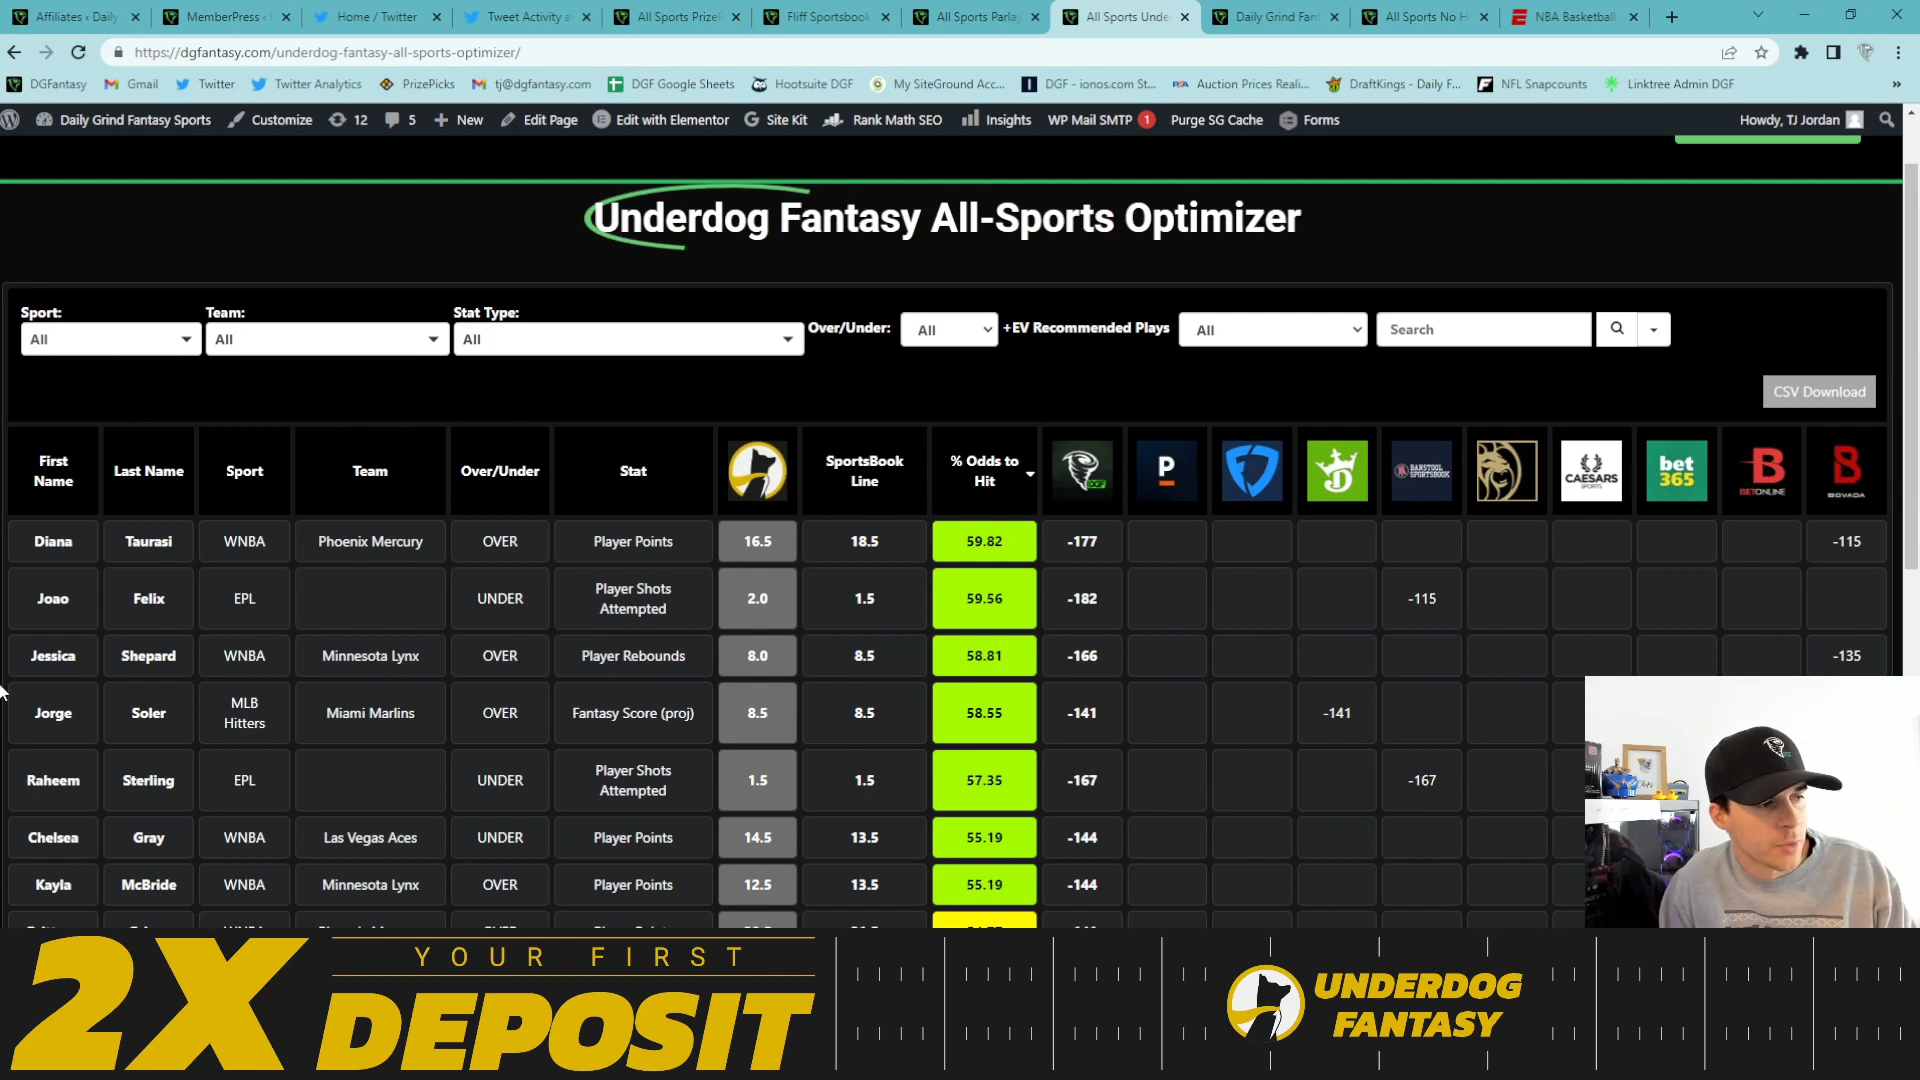 Affiliates ‹ Daily
MemberPress ‹
Home / Twitter
Tweet Activity a
All Sports PrizeP
Fliff Sportsbook
All Sports Parlay
All Sports Unde
Daily Grind Fant
All Sports No H
NBA Basketball
https://dgfantasy.com/underdog-fantasy-all-sports-optimizer/
DGFantasy
Gmail
Twitter
Twitter Analytics
PrizePicks
tj@dgfantasy.com
DGF Google Sheets
Hootsuite DGF
My SiteGround Acc...
DGF - ionos.com St...
Auction Prices Reali...
DraftKings - Daily F...
NFL Snapcounts
Linktree Admin DGF
»
Daily Grind Fantasy Sports
Customize
12
5
New
Edit Page
Edit with Elementor
Site Kit
Rank Math SEO
Insights
WP Mail SMTP 1
Purge SG Cache
Forms
Howdy, TJ Jordan
Underdog Fantasy All-Sports Optimizer
Sport:
Team:
Stat Type:
All
All
All
Over/Under:
All
+EV Recommended Plays
All
Search
CSV Download
First Name
Last Name
Sport
Team
Over/Under
Stat
SportsBook Line
% Odds to Hit
DGF
P
BARSTOOL SPORTSBOOK
CAESARS SPORTS
bet365
BETONLINE
BOVADA
Diana Taurasi WNBA Phoenix Mercury OVER Player Points 16.5 18.5 59.82 -177 -115
Joao Felix EPL UNDER Player Shots Attempted 2.0 1.5 59.56 -182 -115
Jessica Shepard WNBA Minnesota Lynx OVER Player Rebounds 8.0 8.5 58.81 -166 -135
Jorge Soler MLB Hitters Miami Marlins OVER Fantasy Score (proj) 8.5 8.5 58.55 -141 -141
Raheem Sterling EPL UNDER Player Shots Attempted 1.5 1.5 57.35 -167 -167
Chelsea Gray WNBA Las Vegas Aces UNDER Player Points 14.5 13.5 55.19 -144
Kayla McBride WNBA Minnesota Lynx OVER Player Points 12.5 13.5 55.19 -144
2X
YOUR FIRST
DEPOSIT
UNDERDOG
FANTASY